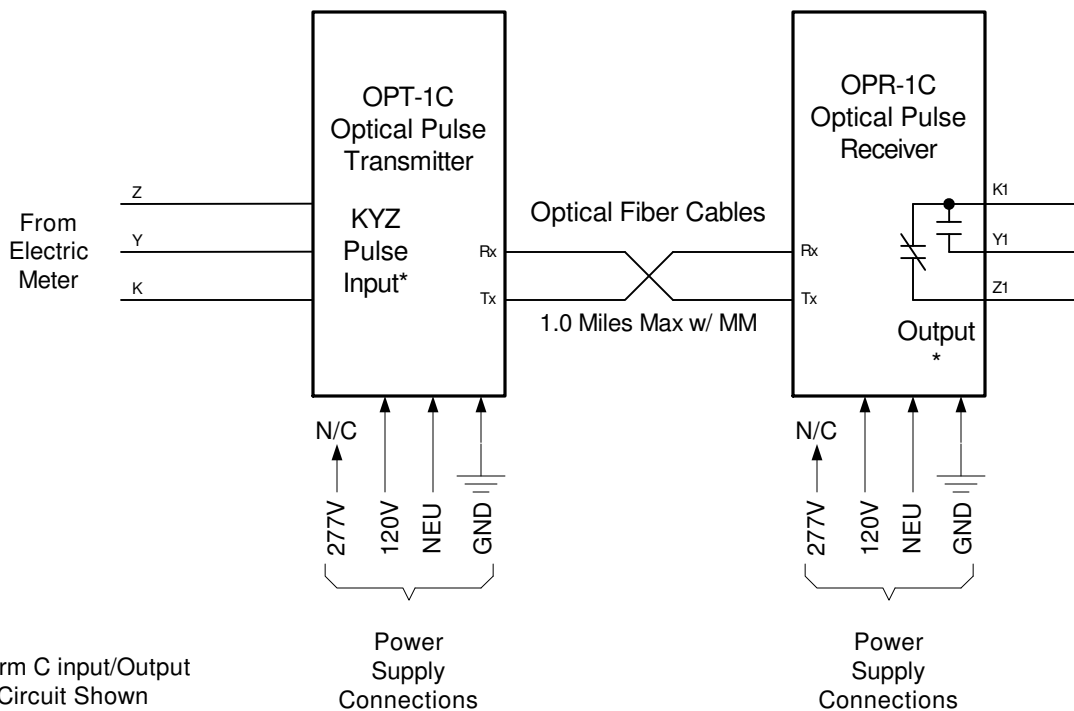 OPT-1C
Optical Pulse
Transmitter
KYZ
Pulse
Input*
From
Electric
Meter
Z
Y
K
Rx
Tx
Optical Fiber Cables
1.0 Miles Max w/ MM
OPR-1C
Optical Pulse
Receiver
Rx
Tx
K1
Y1
Z1
Output
*
N/C
277V
120V
NEU
GND
Power
Supply
Connections
N/C
277V
120V
NEU
GND
Power
Supply
Connections
C input/Output
Circuit Shown